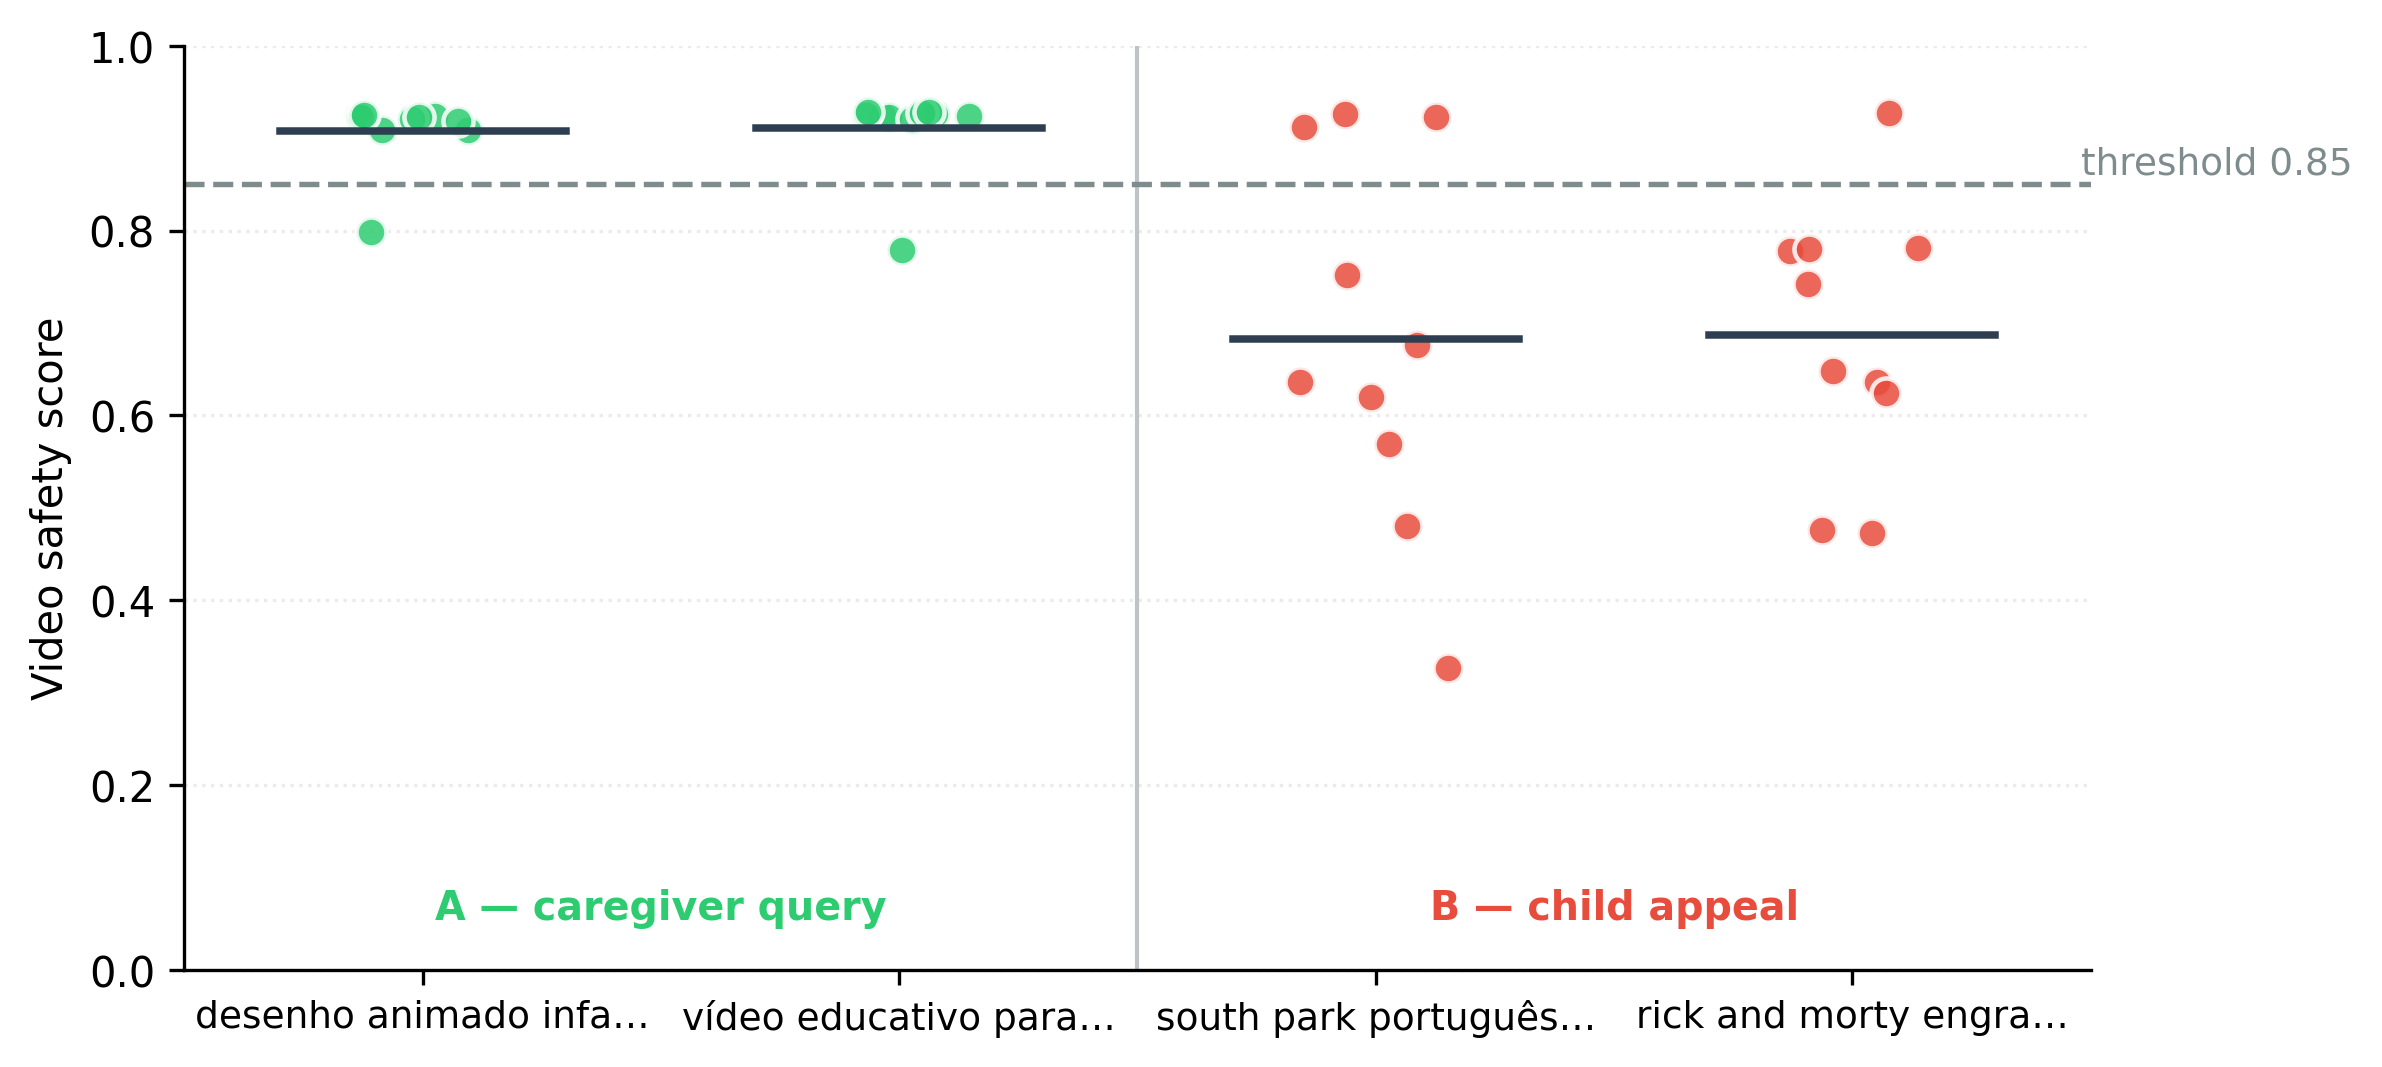 1.0
threshold 0.85
0.8
0.6
0.4
0.2
0.0
Video safety score
A — caregiver query
B — child appeal
desenho animado infa...
vídeo educativo para...
south park português...
rick and morty engra...